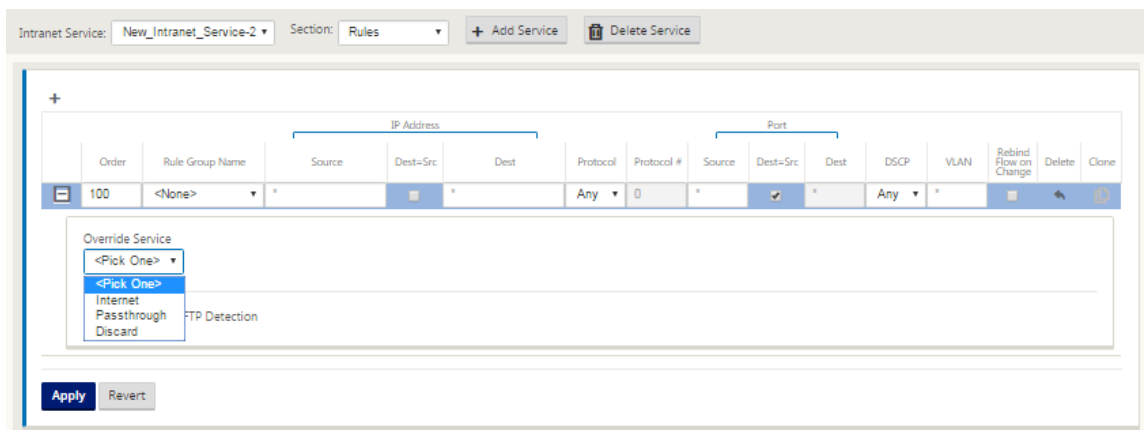 Intranet Service: New_Intranet_Service-2 Section: Rules + Add Service Delete Service
+
IP Address Port
Order Rule Group Name Source Dest=Src Dest Protocol Protocol # Source Dest=Src Dest DSCP VLAN Rebind Flow on Change Delete Clone
100 <None> * * Any 0 * * Any *
Override Service
<Pick One>
<Pick One>
Internet
Passthrough FTP Detection
Discard
Apply Revert